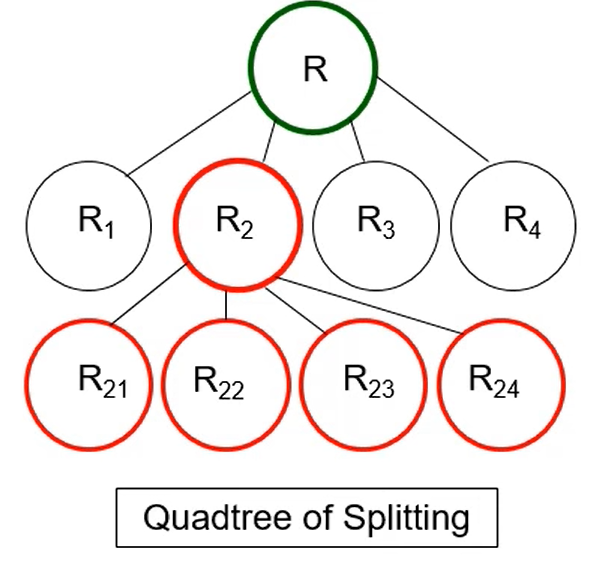 R
R₁ R₂ R₃ R₄
R₂₁ R₂₂ R₂₃ R₂₄
Quadtree of Splitting